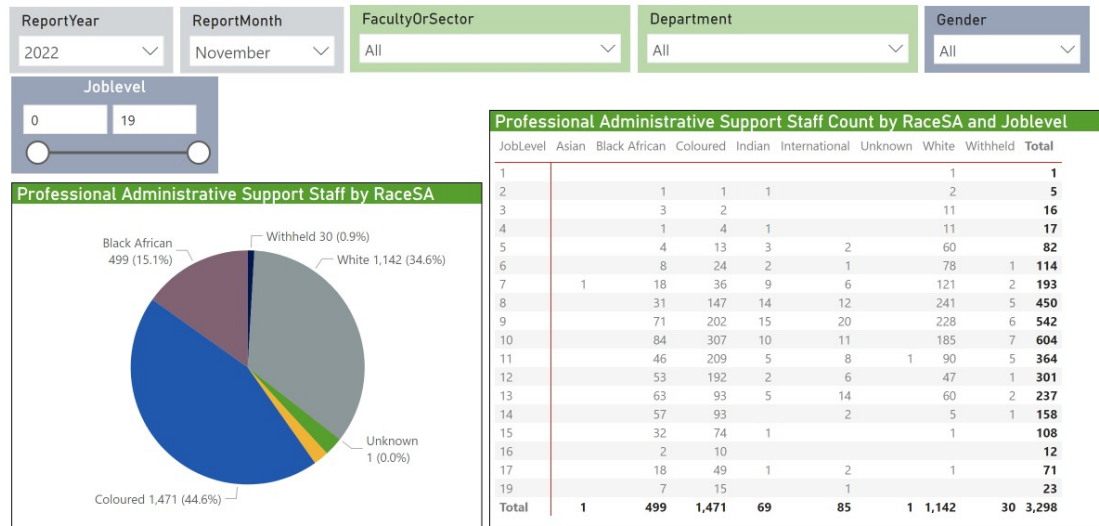 ReportYear ReportMonth FacultyOrSector Department Gender
2022 November All All All
Joblevel
0 19
Professional Administrative Support Staff by RaceSA
Withheld 30 (0.9%)
Black African
499 (15.1%)
White 1,142 (34.6%)
Unknown
1 (0.0%)
Coloured 1,471 (44.6%)
Professional Administrative Support Staff Count by RaceSA and Joblevel
JobLevel Asian Black African Coloured Indian International Unknown White Withheld Total
1 1 1
2 1 1 1 2 5
3 3 2 11 16
4 1 4 1 11 17
5 4 13 3 2 60 82
6 8 24 2 1 78 1 114
7 1 18 36 9 6 121 2 193
8 31 147 14 12 241 5 450
9 71 202 15 20 228 6 542
10 84 307 10 11 185 7 604
11 46 209 5 8 1 90 5 364
12 53 192 2 6 47 1 301
13 63 93 5 14 60 2 237
14 57 93 2 5 1 158
15 32 74 1 1 108
16 2 10 12
17 18 49 1 2 1 71
19 7 15 1 23
Total 1 499 1,471 69 85 1 1,142 30 3,298